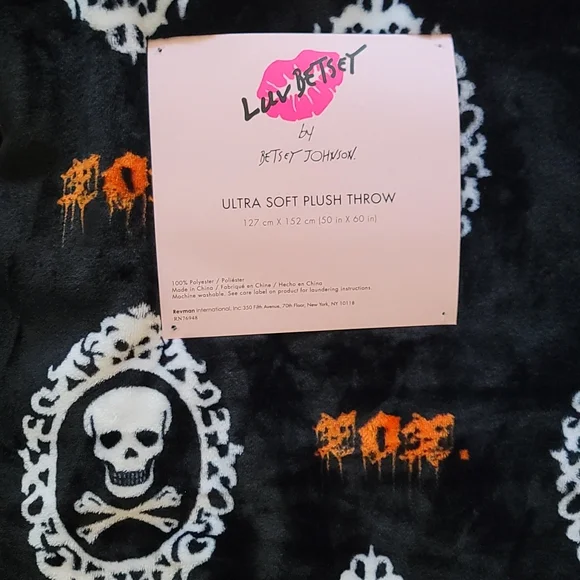 LUV BETSEY
by
BETSEY JOHNSON.
ULTRA SOFT PLUSH THROW
127 cm X 152 cm (50 in X 60 in)
100% Polyester / Poliéster
Made in China / Fabriqué en Chine / Hecho en China
Machine washable. See care label on product for laundering instructions.
Revman International, Inc. 350 Fifth Avenue, 70th Floor, New York, NY 10118
RN76948